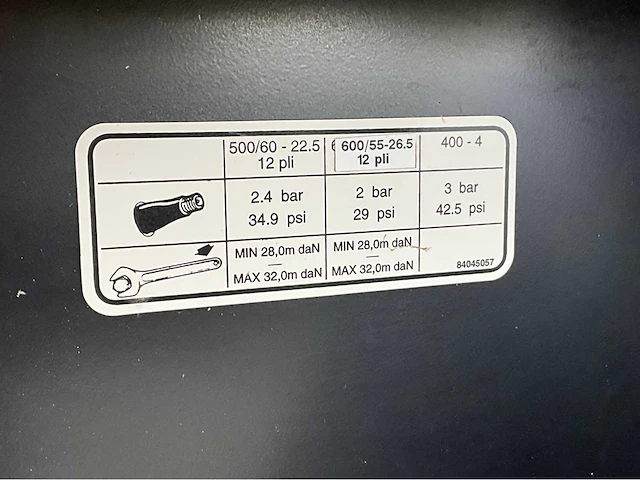 500/60 - 22.5
12 pli
600/55-26.5
12 pli
400 - 4
2.4 bar
34.9 psi
2 bar
29 psi
3 bar
42.5 psi
MIN 28,0m daN
MAX 32,0m daN
MIN 28,0m daN
MAX 32,0m daN
84045057